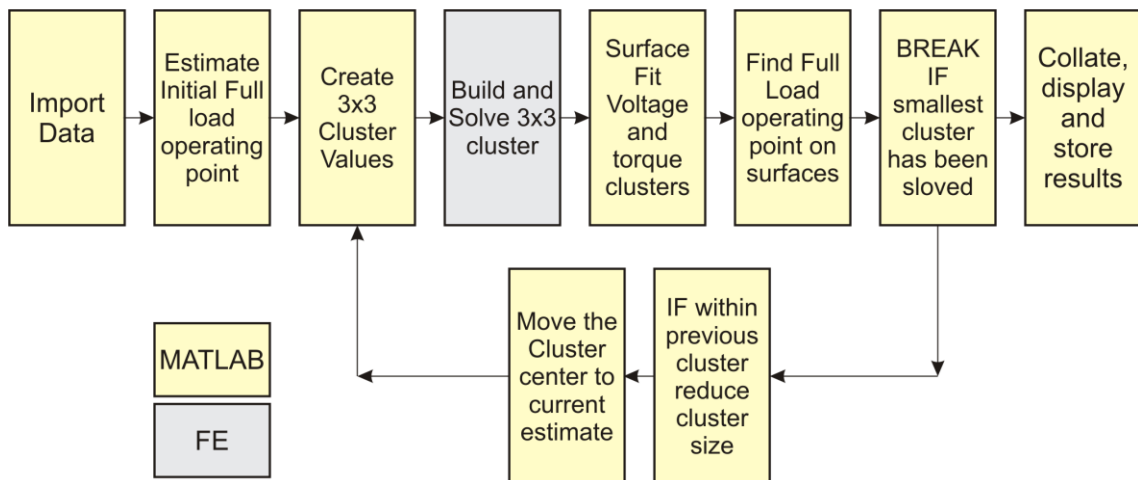 Import
Data
Estimate
Initial Full
load
operating
point
Create
3x3
Cluster
Values
Build and
Solve 3x3
cluster
Surface
Fit
Voltage
and
torque
clusters
Find Full
Load
operating
point on
surfaces
BREAK
IF
smallest
cluster
has been
sloved
Collate,
display
and
store
results
Move the
Cluster
center to
current
estimate
IF within
previous
cluster
reduce
cluster
size
MATLAB
FE